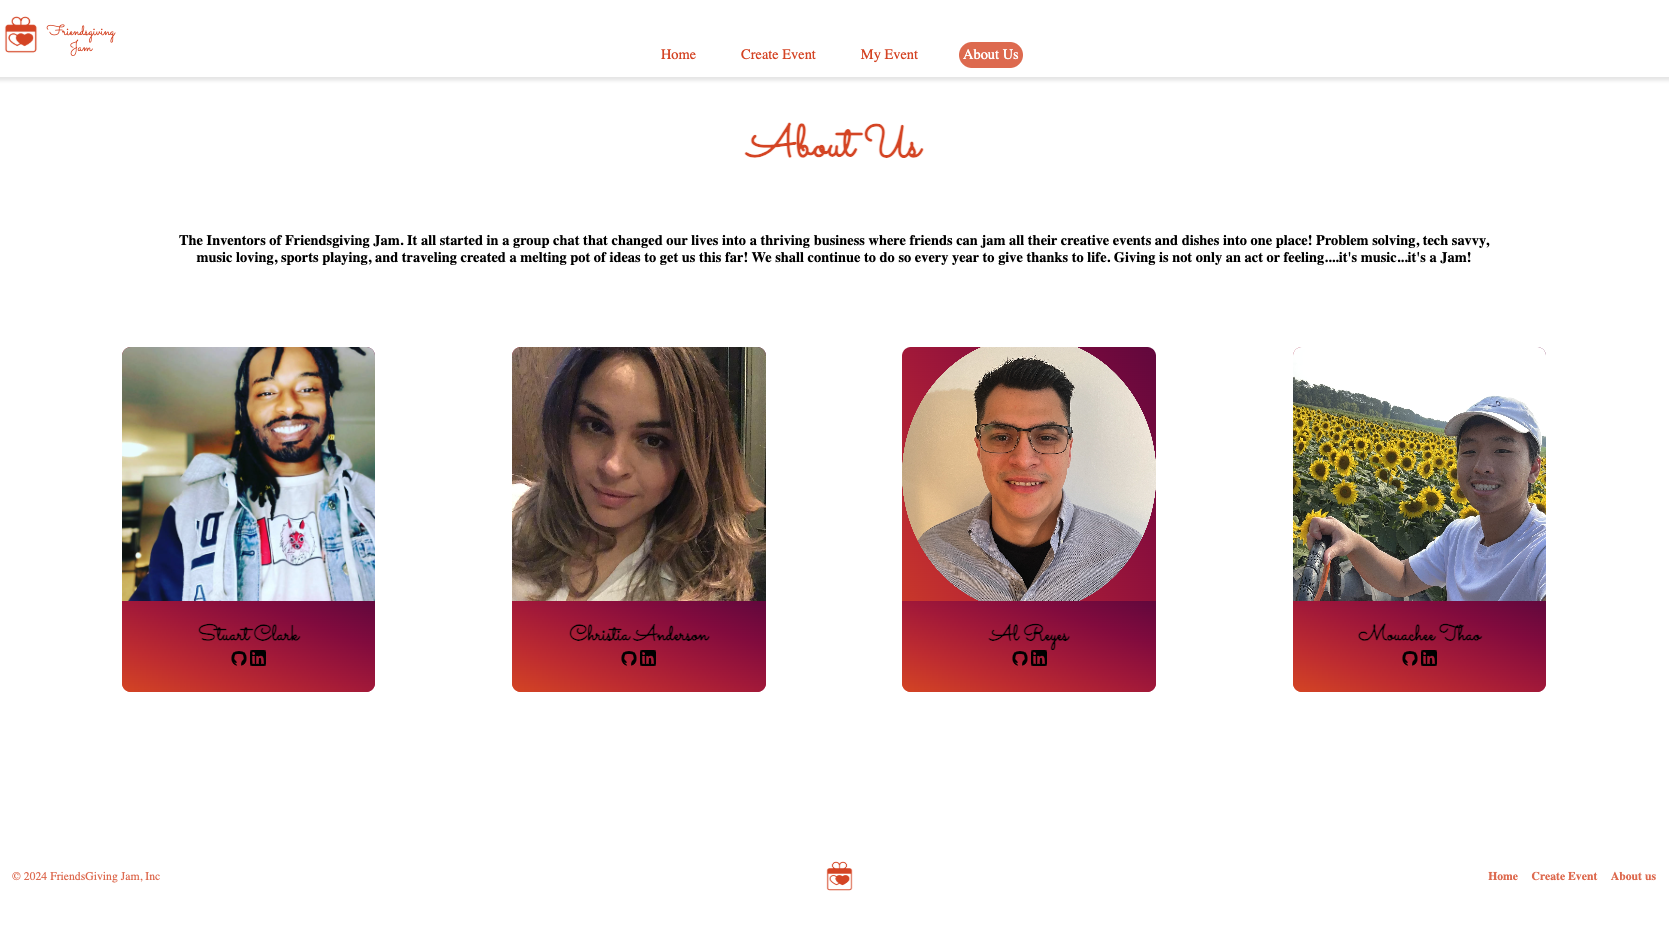 Friendsgiving
Jam
Home Create Event My Event About Us
About Us
The Inventors of Friendsgiving Jam. It all started in a group chat that changed our lives into a thriving business where friends can jam all their creative events and dishes into one place! Problem solving, tech savvy,
music loving, sports playing, and traveling created a melting pot of ideas to get us this far! We shall continue to do so every year to give thanks to life. Giving is not only an act or feeling....it's music...it's a Jam!
Stuart Clark
Christia Anderson
Al Reyes
Mouachee Thao
© 2024 FriendsGiving Jam, Inc
Home Create Event About us